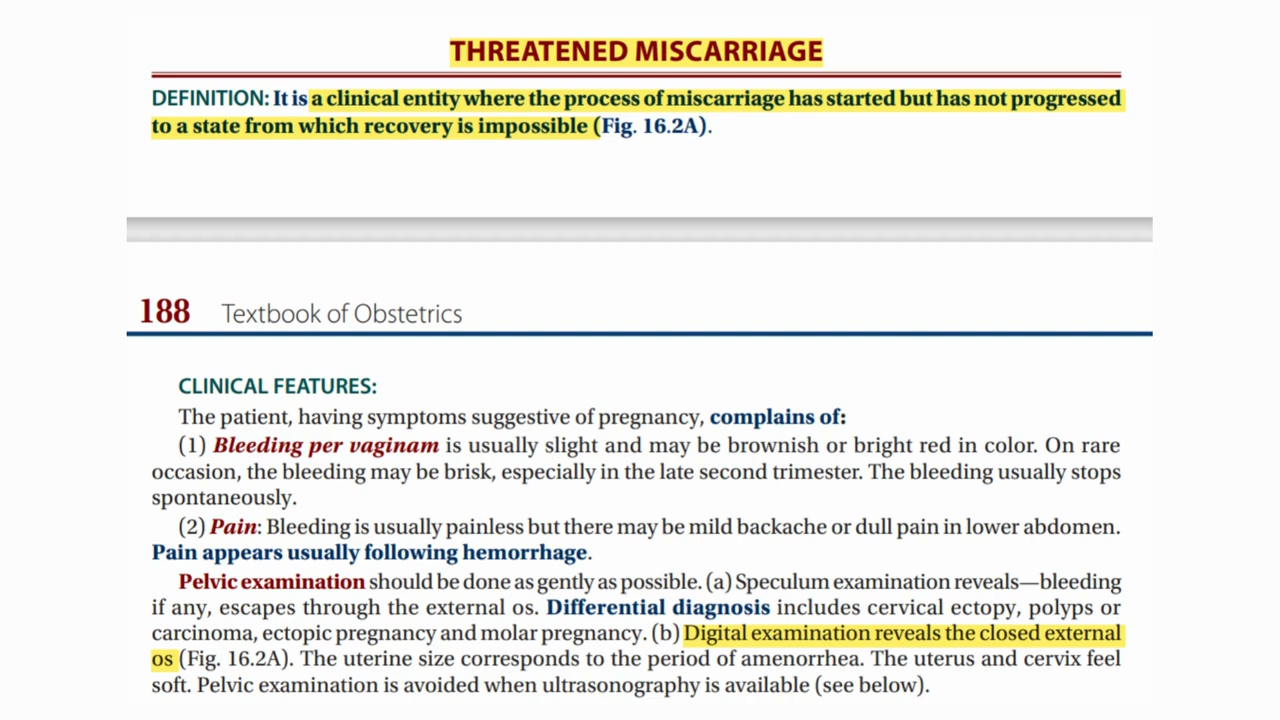 THREATENED MISCARRIAGE
DEFINITION: It is a clinical entity where the process of miscarriage has started but has not progressed
to a state from which recovery is impossible (Fig. 16.2A).
188 Textbook of Obstetrics
CLINICAL FEATURES:
The patient, having symptoms suggestive of pregnancy, complains of:
(1) Bleeding per vaginam is usually slight and may be brownish or bright red in color. On rare
occasion, the bleeding may be brisk, especially in the late second trimester. The bleeding usually stops
spontaneously.
(2) Pain: Bleeding is usually painless but there may be mild backache or dull pain in lower abdomen.
Pain appears usually following hemorrhage.
Pelvic examination should be done as gently as possible. (a) Speculum examination reveals—bleeding
if any, escapes through the external os. Differential diagnosis includes cervical ectopy, polyps or
carcinoma, ectopic pregnancy and molar pregnancy. (b) Digital examination reveals the closed external
os (Fig. 16.2A). The uterine size corresponds to the period of amenorrhea. The uterus and cervix feel
soft. Pelvic examination is avoided when ultrasonography is available (see below).